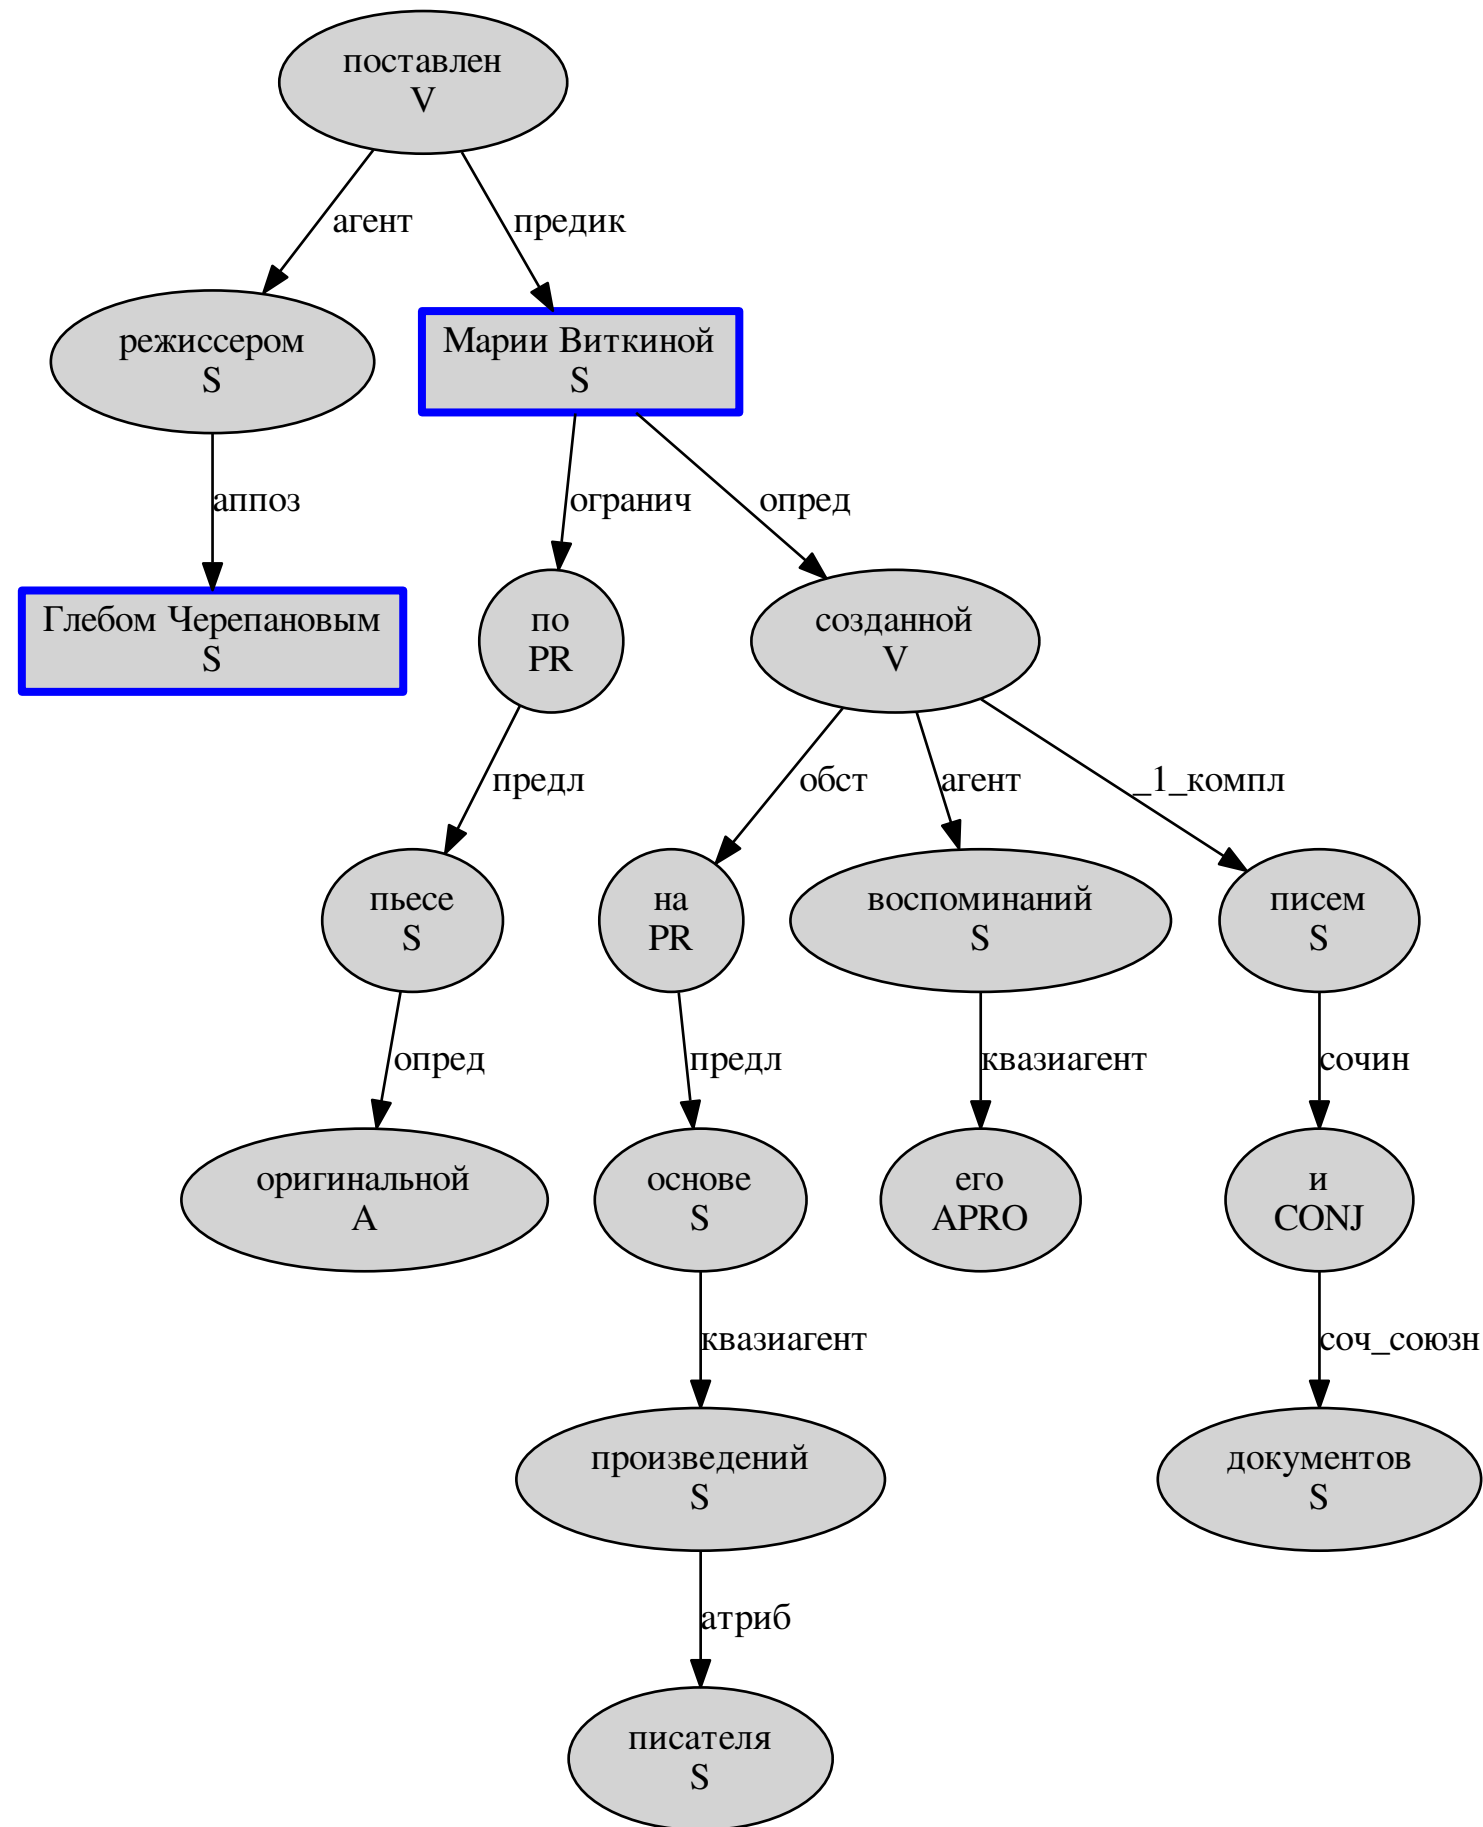 поставлен
V
агент
предик
режиссером
S
Марии Виткиной
S
аппоз
огранич
опред
Глебом Черепановым
S
по
PR
созданной
V
предл
обст
агент
_1_компл
пьесе
S
на
PR
воспоминаний
S
писем
S
опред
предл
квазиагент
сочин
оригинальной
A
основе
S
его
APRO
и
CONJ
квазиагент
соч_союзн
произведений
S
документов
S
атриб
писателя
S